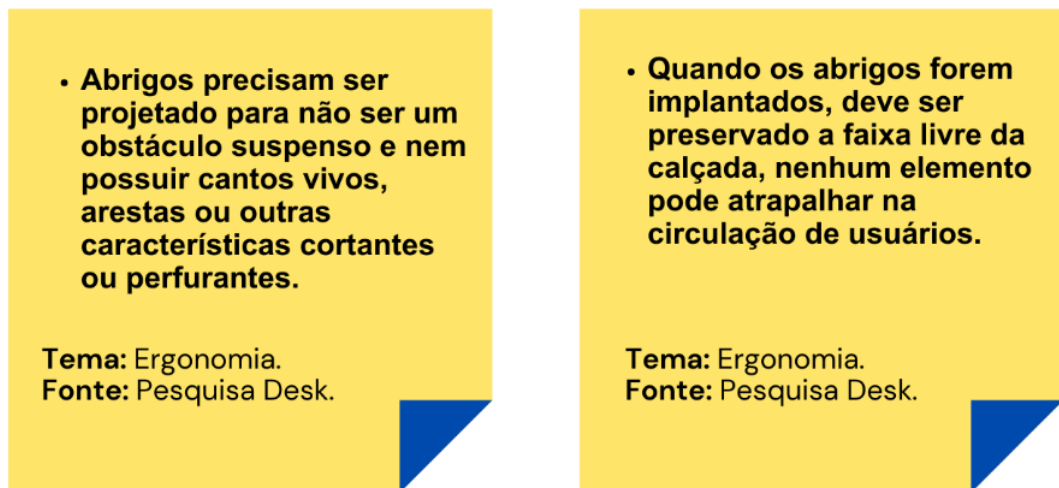 • Abrigos precisam ser
projetado para não ser um
obstáculo suspenso e nem
possuir cantos vivos,
arestas ou outras
características cortantes
ou perfurantes.
Tema: Ergonomia.
Fonte: Pesquisa Desk.
• Quando os abrigos forem
implantados, deve ser
preservado a faixa livre da
calçada, nenhum elemento
pode atrapalhar na
circulação de usuários.
Tema: Ergonomia.
Fonte: Pesquisa Desk.